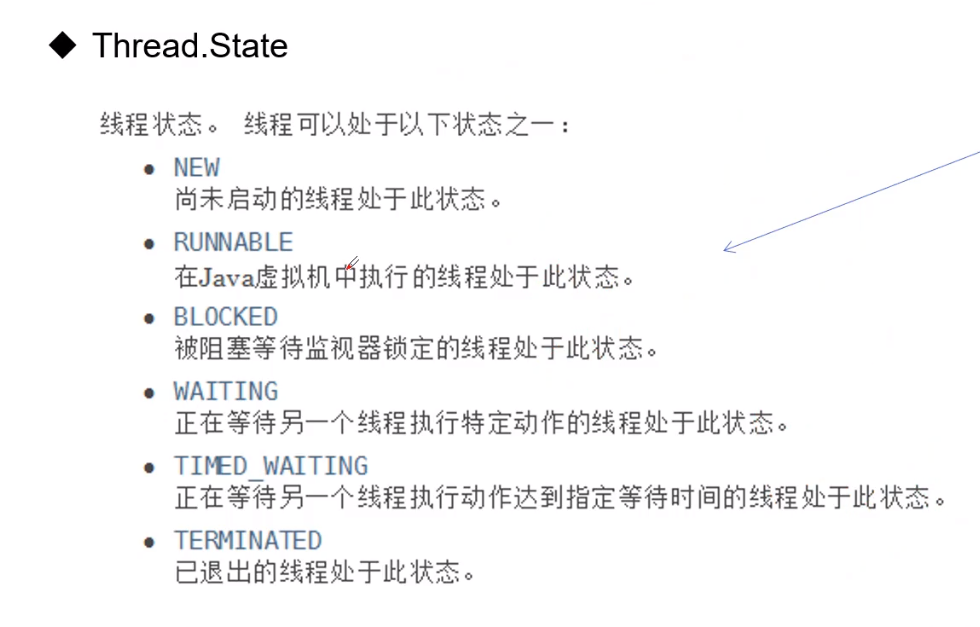 Thread.State
线程状态。 线程可以处于以下状态之一：
NEW
尚未启动的线程处于此状态。
RUNNABLE
在Java虚拟机中执行的线程处于此状态。
BLOCKED
被阻塞等待监视器锁定的线程处于此状态。
WAITING
正在等待另一个线程执行特定动作的线程处于此状态。
TIMED_WAITING
正在等待另一个线程执行动作达到指定等待时间的线程处于此状态。
TERMINATED
已退出的线程处于此状态。